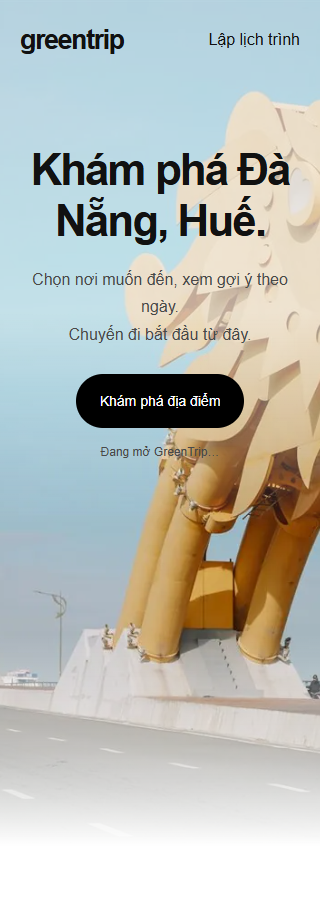 greentrip
Lập lịch trình
Khám phá Đà
Nẵng, Huế.
Chọn nơi muốn đến, xem gợi ý theo
ngày.
Chuyến đi bắt đầu từ đây.
Khám phá địa điểm
Đang mở GreenTrip...